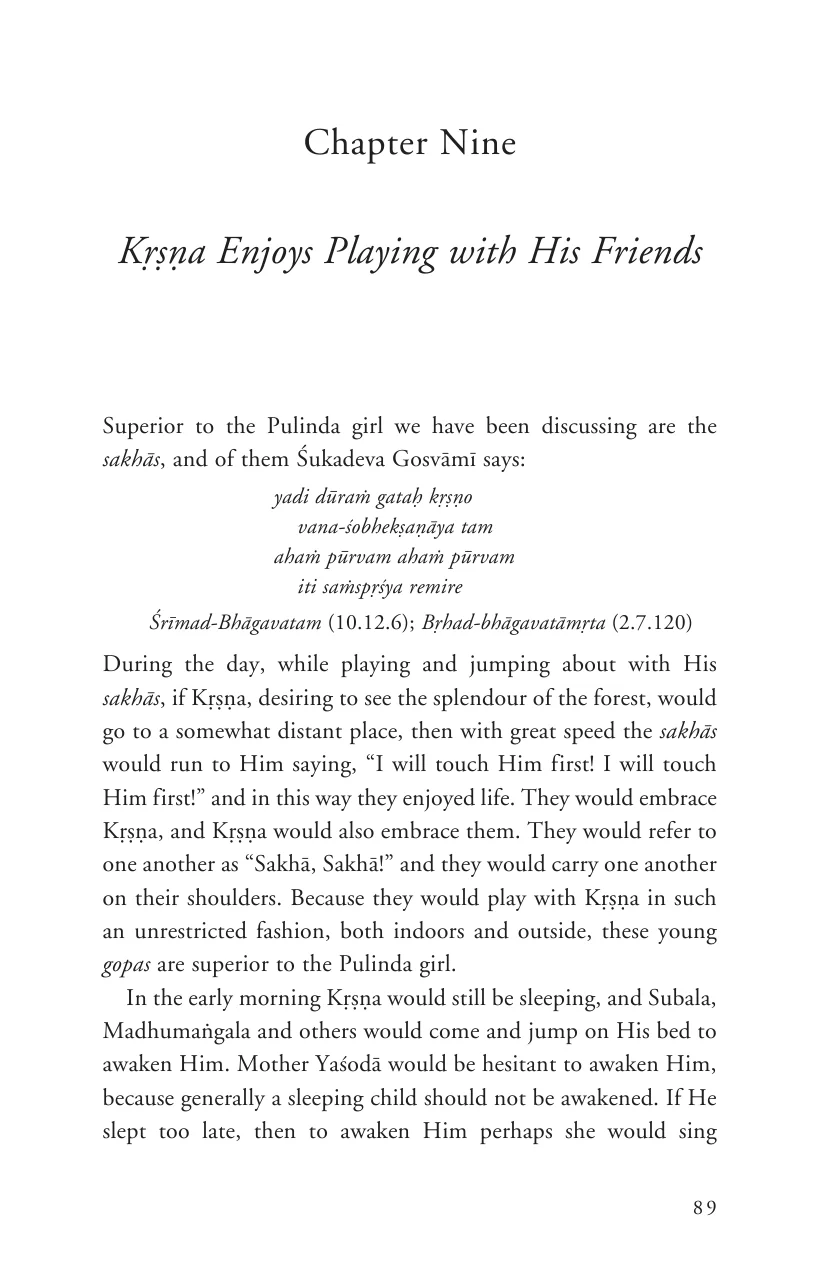 Chapter Nine
Kṛṣṇa Enjoys Playing with His Friends
Superior to the Pulinda girl we have been discussing are the
sakhās, and of them Śukadeva Gosvāmī says:
yadi dūraṁ gataḥ kṛṣṇo
vana-śobhekṣaṇāya tam
ahaṁ pūrvam ahaṁ pūrvam
iti saṁspṛśya remire
Śrīmad-Bhāgavatam (10.12.6); Bṛhad-bhāgavatāmṛta (2.7.120)
During the day, while playing and jumping about with His
sakhās, if Kṛṣṇa, desiring to see the splendour of the forest, would
go to a somewhat distant place, then with great speed the sakhās
would run to Him saying, “I will touch Him first! I will touch
Him first!” and in this way they enjoyed life. They would embrace
Kṛṣṇa, and Kṛṣṇa would also embrace them. They would refer to
one another as “Sakhā, Sakhā!” and they would carry one another
on their shoulders. Because they would play with Kṛṣṇa in such
an unrestricted fashion, both indoors and outside, these young
gopas are superior to the Pulinda girl.
In the early morning Kṛṣṇa would still be sleeping, and Subala,
Madhumaṅgala and others would come and jump on His bed to
awaken Him. Mother Yaśodā would be hesitant to awaken Him,
because generally a sleeping child should not be awakened. If He
slept too late, then to awaken Him perhaps she would sing
89